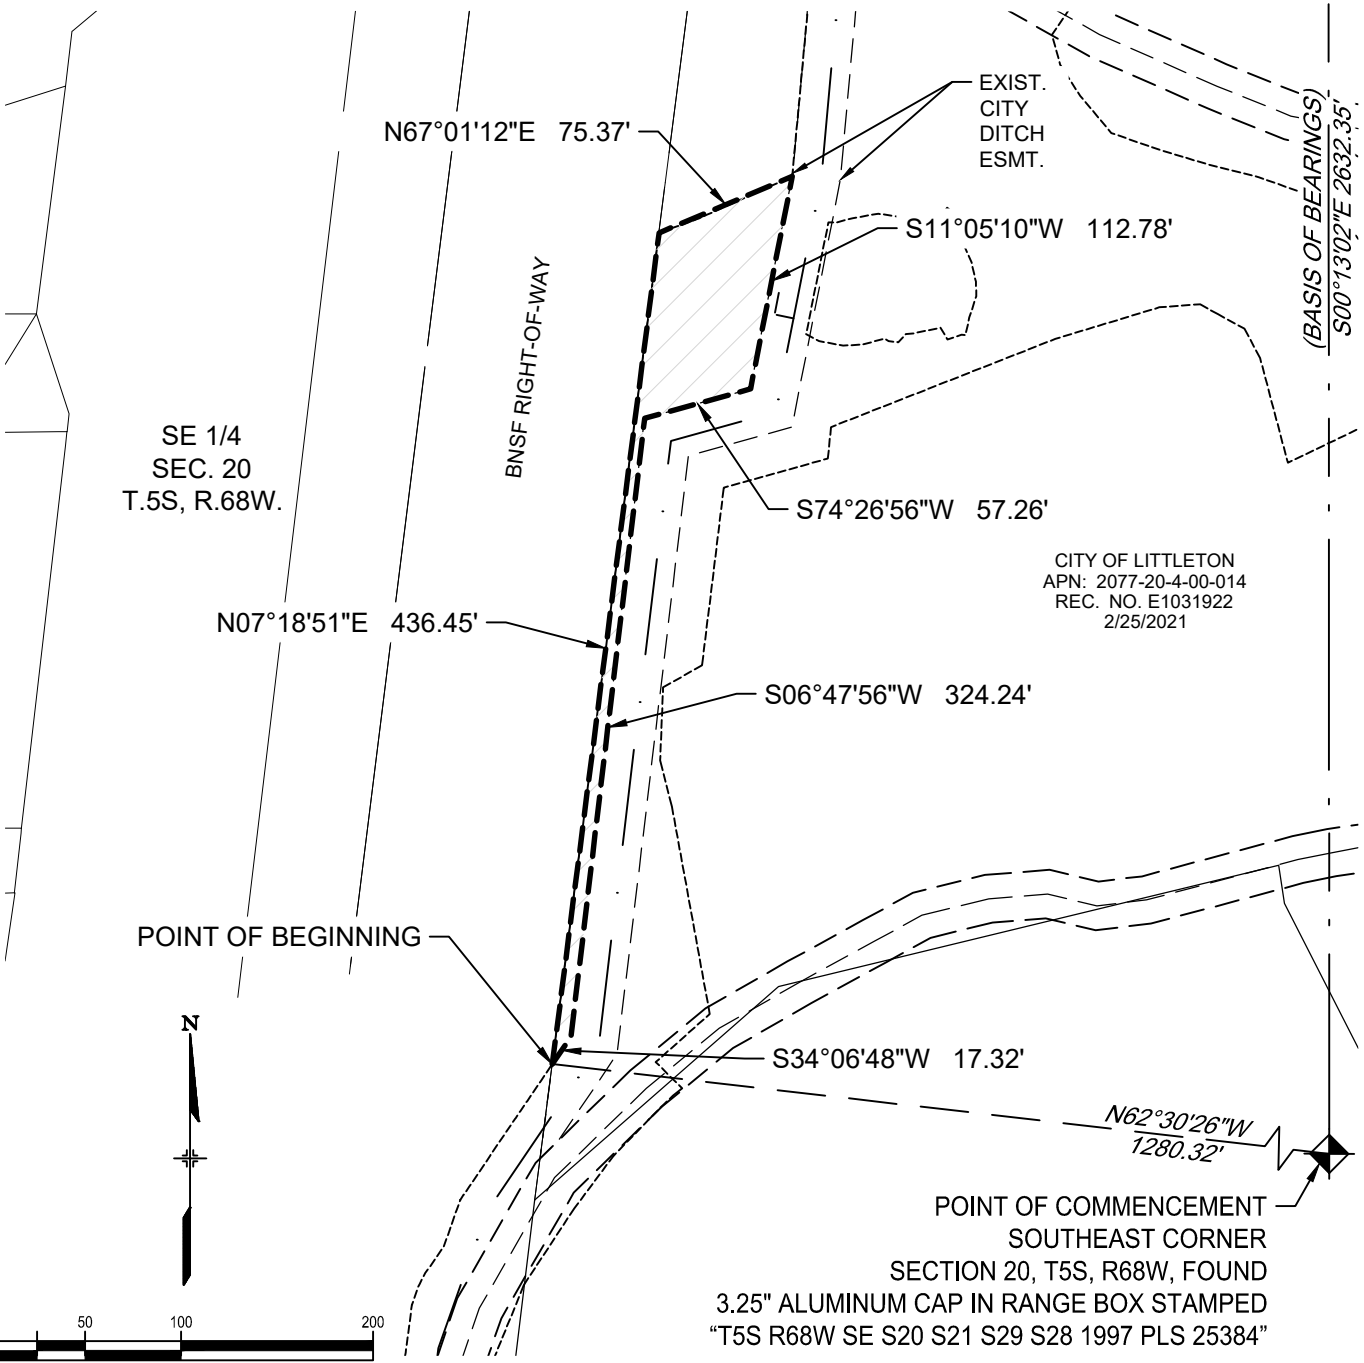 EXIST.
CITY
DITCH
ESMT.
N67°01'12"E 75.37'
(BASIS OF BEARINGS)
S00°13'02"E 2632.35'
S11°05'10"W 112.78'
BNSF RIGHT-OF-WAY
SE 1/4
SEC. 20
T.5S, R.68W.
S74°26'56"W 57.26'
CITY OF LITTLETON
APN: 2077-20-4-00-014
REC. NO. E1031922
2/25/2021
N07°18'51"E 436.45'
S06°47'56"W 324.24'
POINT OF BEGINNING
N
S34°06'48"W 17.32'
N62°30'26"W
1280.32'
POINT OF COMMENCEMENT
SOUTHEAST CORNER
SECTION 20, T5S, R68W, FOUND
3.25" ALUMINUM CAP IN RANGE BOX STAMPED
“T5S R68W SE S20 S21 S29 S28 1997 PLS 25384”
50 100 200